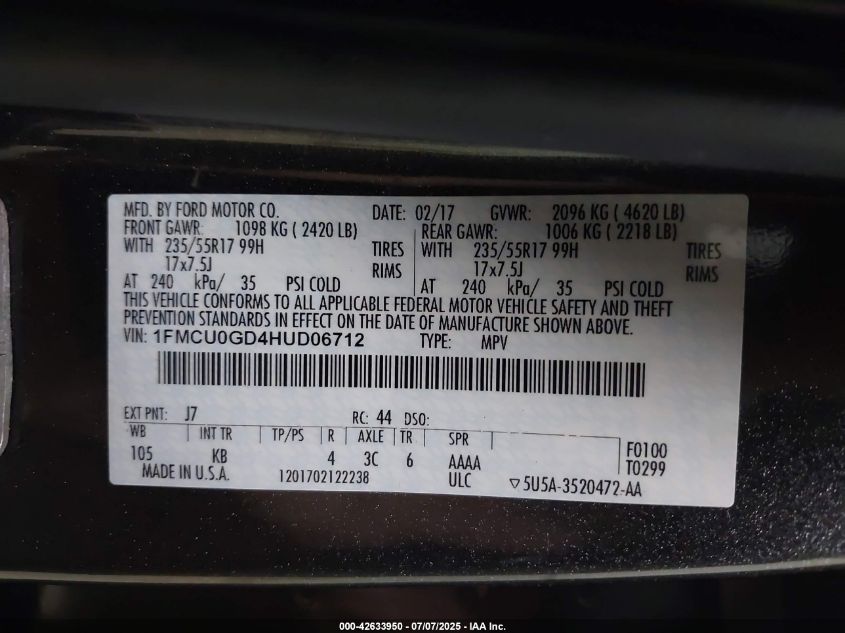 MFD. BY FORD MOTOR CO. DATE: 02/17 GVWR: 2096 KG ( 4620 LB)
FRONT GAWR: 1098 KG ( 2420 LB) REAR GAWR: 1006 KG ( 2218 LB)
WITH 235/55R17 99H TIRES WITH 235/55R17 99H TIRES
17x7.5J RIMS 17x7.5J RIMS
AT 240 kPa/ 35 PSI COLD AT 240 kPa/ 35 PSI COLD
THIS VEHICLE CONFORMS TO ALL APPLICABLE FEDERAL MOTOR VEHICLE SAFETY AND THEFT
PREVENTION STANDARDS IN EFFECT ON THE DATE OF MANUFACTURE SHOWN ABOVE.
VIN: 1FMCU0GD4HUD06712 TYPE: MPV
EXT PNT: J7 RC: 44 DSO:
WB INT TR TP/PS R AXLE TR SPR F0100
105 KB 4 3C 6 AAAA T0299
MADE IN U.S.A. 1201702122238 ULC ▽5U5A-3520472-AA
000-42633950 - 07/07/2025 - IAA Inc.